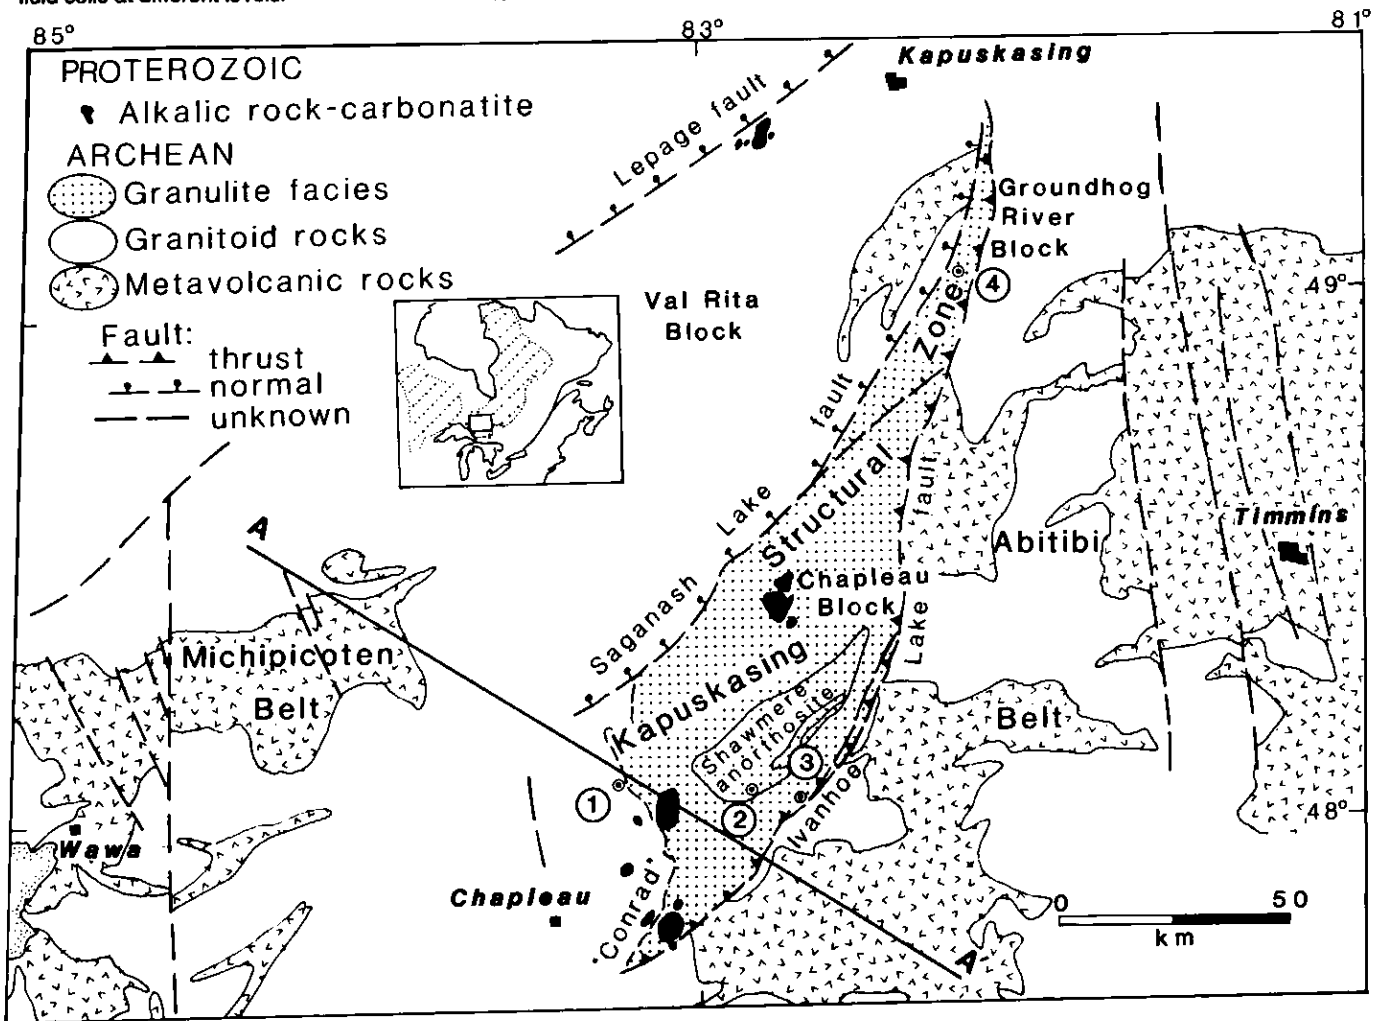 85°
83°
81°
PROTEROZOIC
Alkalic rock-carbonatite
ARCHEAN
Granulite facies
Granitoid rocks
Metavolcanic rocks
Fault:
thrust
normal
unknown
Kapuskasing
Lepage fault
Groundhog
River
Block
49°
4
Val Rita
Block
Zone
fault
Structural
fault
Lake
Timmins
Abitibi
A
Chapleau
Block
Saganash
Lake
Michipicoten
Belt
Kapuskasing
Shawmere
anorthosite
Belt
3
1
2
Ivanhoe
48°
Wawa
Chapleau
'Conrad'
0 50
km
A'